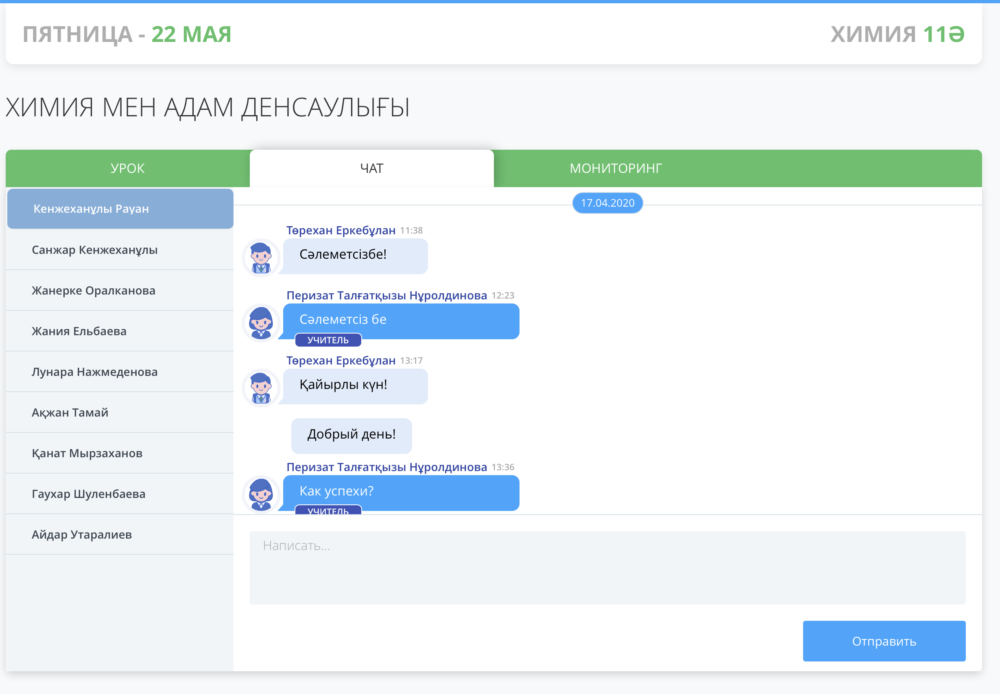 ПЯТНИЦА - 22 МАЯ
ХИМИЯ 11Ә
ХИМИЯ МЕН АДАМ ДЕНСАУЛЫҒЫ
УРОК
ЧАТ
МОНИТОРИНГ
Кенжеханұлы Рауан
Санжар Кенжеханұлы
Жанерке Оралканова
Жания Ельбаева
Лунара Нажмеденова
Ақжан Тамай
Қанат Мырзаханов
Гаухар Шуленбаева
Айдар Утаралиев
17.04.2020
Төрехан Еркебұлан 11:38
Сәлеметсізбе!
Перизат Талғатқызы Нұролдинова 12:23
Сәлеметсіз бе
УЧИТЕЛЬ
Төрехан Еркебұлан 13:17
Қайырлы күн!
Добрый день!
Перизат Талғатқызы Нұролдинова 13:36
Как успехи?
УЧИТЕЛЬ
Написать...
Отправить